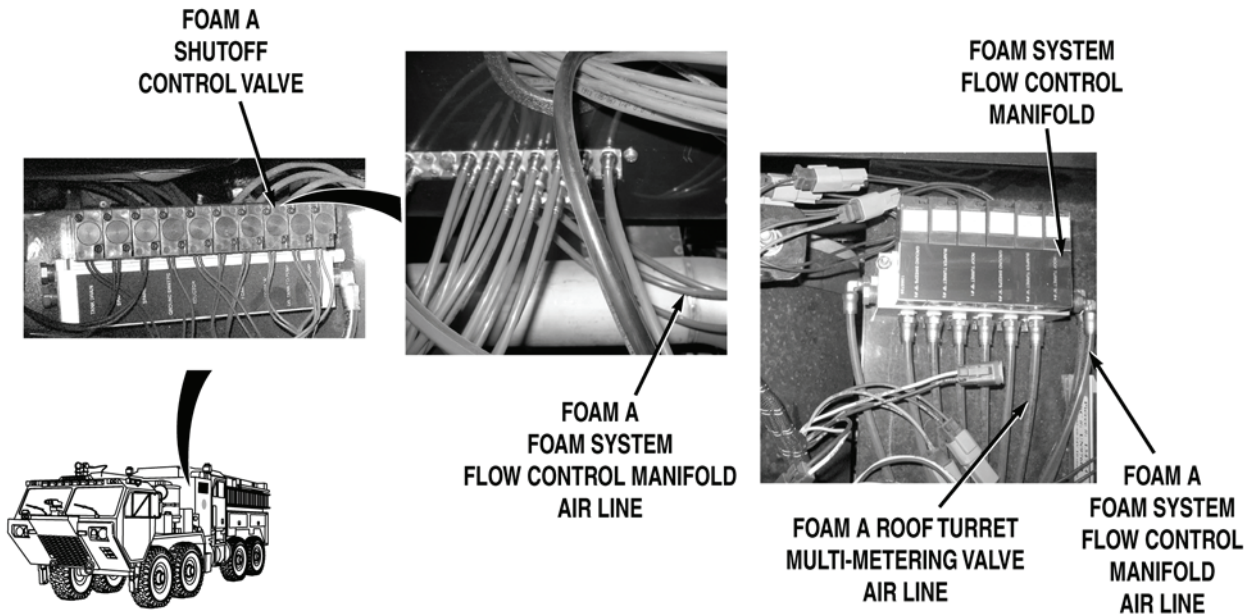 FOAM A
SHUTOFF
CONTROL VALVE
FOAM SYSTEM
FLOW CONTROL
MANIFOLD
FOAM A
FOAM SYSTEM
FLOW CONTROL MANIFOLD
AIR LINE
FOAM A ROOF TURRET
MULTI-METERING VALVE
AIR LINE
FOAM A
FOAM SYSTEM
FLOW CONTROL
MANIFOLD
AIR LINE